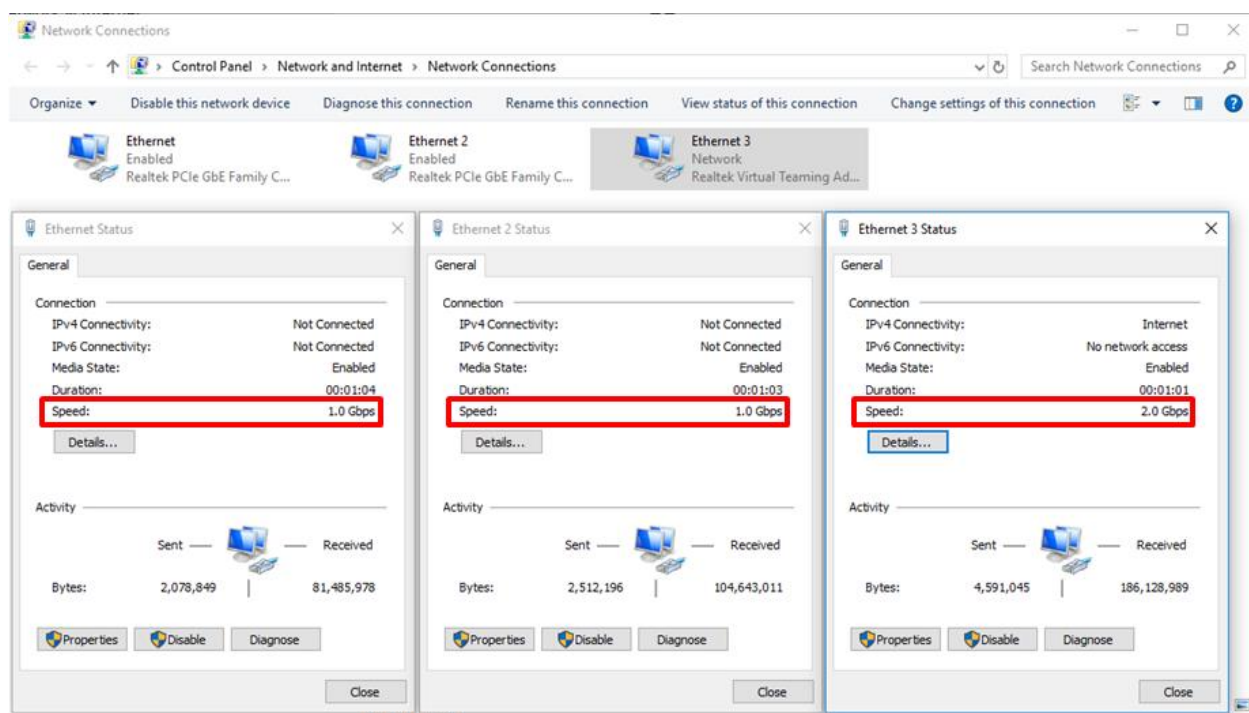 Network Connections
Control Panel > Network and Internet > Network Connections
Search Network Connections
Organize Disable this network device Diagnose this connection Rename this connection View status of this connection Change settings of this connection
Ethernet
Enabled
Realtek PCIe GbE Family C...
Ethernet 2
Enabled
Realtek PCIe GbE Family C...
Ethernet 3
Network
Realtek Virtual Teaming Ad...
Ethernet Status
General
Connection
IPv4 Connectivity: Not Connected
IPv6 Connectivity: Not Connected
Media State: Enabled
Duration: 00:01:04
Speed: 1.0 Gbps
Details...
Activity
Sent Received
Bytes: 2,078,849 81,485,978
Properties Disable Diagnose
Close
Ethernet 2 Status
General
Connection
IPv4 Connectivity: Not Connected
IPv6 Connectivity: Not Connected
Media State: Enabled
Duration: 00:01:03
Speed: 1.0 Gbps
Details...
Activity
Sent Received
Bytes: 2,512,196 104,643,011
Properties Disable Diagnose
Close
Ethernet 3 Status
General
Connection
IPv4 Connectivity: Internet
IPv6 Connectivity: No network access
Media State: Enabled
Duration: 00:01:01
Speed: 2.0 Gbps
Details...
Activity
Sent Received
Bytes: 4,591,045 186,128,989
Properties Disable Diagnose
Close